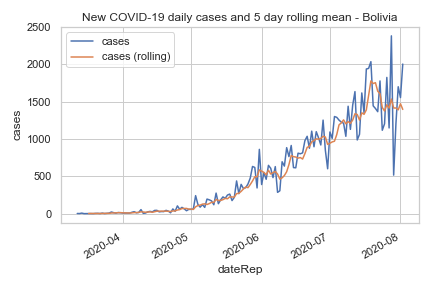 New COVID-19 daily cases and 5 day rolling mean - Bolivia
cases
cases (rolling)
2500
2000
1500
1000
500
0
cases
2020-04
2020-05
2020-06
2020-07
2020-08
dateRep